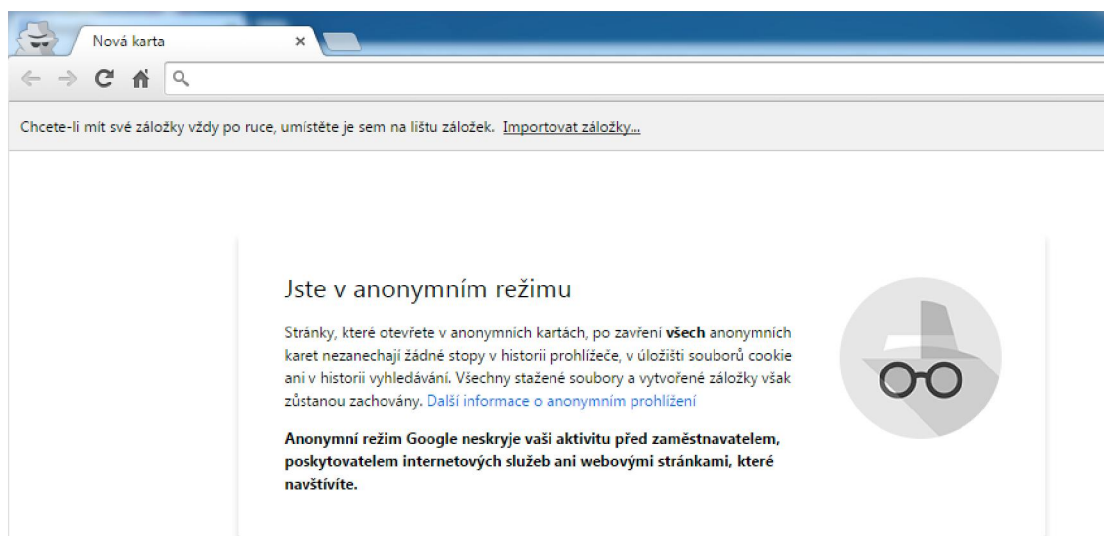 Nová karta
Chcete-li mít své záložky vždy po ruce, umístěte je sem na lištu záložek. Importovat záložky...
Jste v anonymním režimu
Stránky, které otevřete v anonymních kartách, po zavření všech anonymních
karet nezanechají žádné stopy v historii prohlížeče, v úložišti souborů cookie
ani v historii vyhledávání. Všechny stažené soubory a vytvořené záložky však
zůstanou zachovány. Další informace o anonymním prohlížení
Anonymní režim Google neskryje vaši aktivitu před zaměstnavatelem,
poskytovatelem internetových služeb ani webovými stránkami, které
navštívíte.